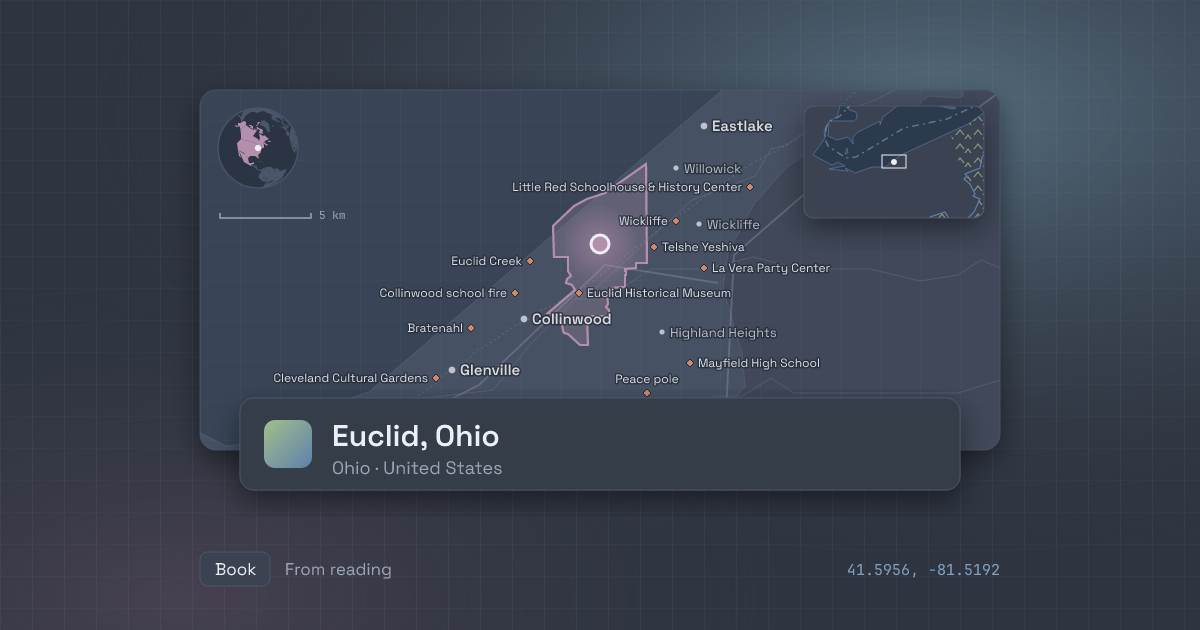 Eastlake
Willowick
Little Red Schoolhouse & History Center
Wickliffe
Wickliffe
5 km
Telshe Yeshiva
Euclid Creek
La Vera Party Center
Collinwood school fire
Euclid Historical Museum
Collinwood
Bratenahl
Highland Heights
Mayfield High School
Glenville
Cleveland Cultural Gardens
Peace pole
Euclid, Ohio
Ohio · United States
Book
From reading
41.5956, -81.5192